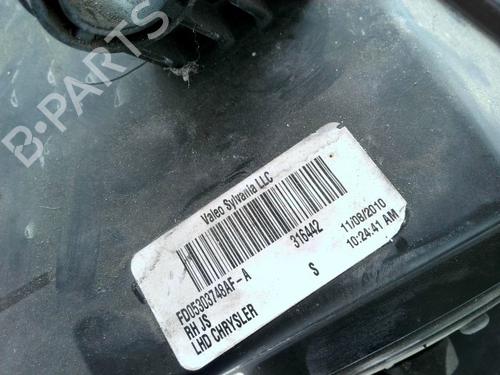 B-PARTS
Valeo Sylvania LLC
316442
11/08/2010
10:24:41 AM
FD05303748AF-A
S
RH JS
LHD CHRYSLER